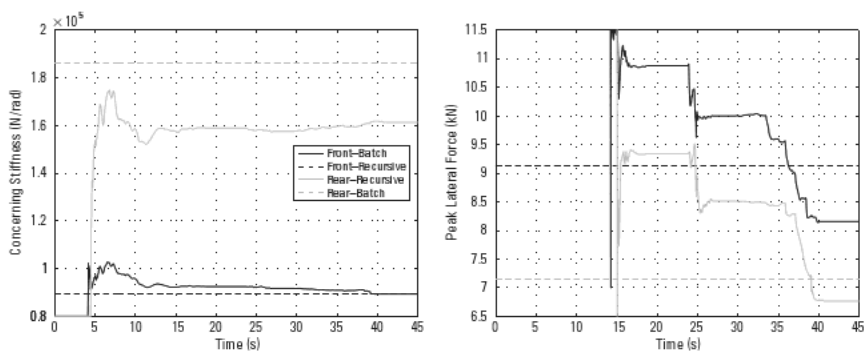 2
× 10⁵
1.8
1.6
1.4
1.2
1
0.8
0 5 10 15 20 25 30 35 40 45
Time (s)
Concerning Stiffness (N/rad)
Front–Batch
Front–Recursive
Rear–Recursive
Rear–Batch
11.5
11
10.5
10
9.5
9
8.5
8
7.5
7
6.5
0 5 10 15 20 25 30 35 40 45
Time (s)
Peak Lateral Force (kN)